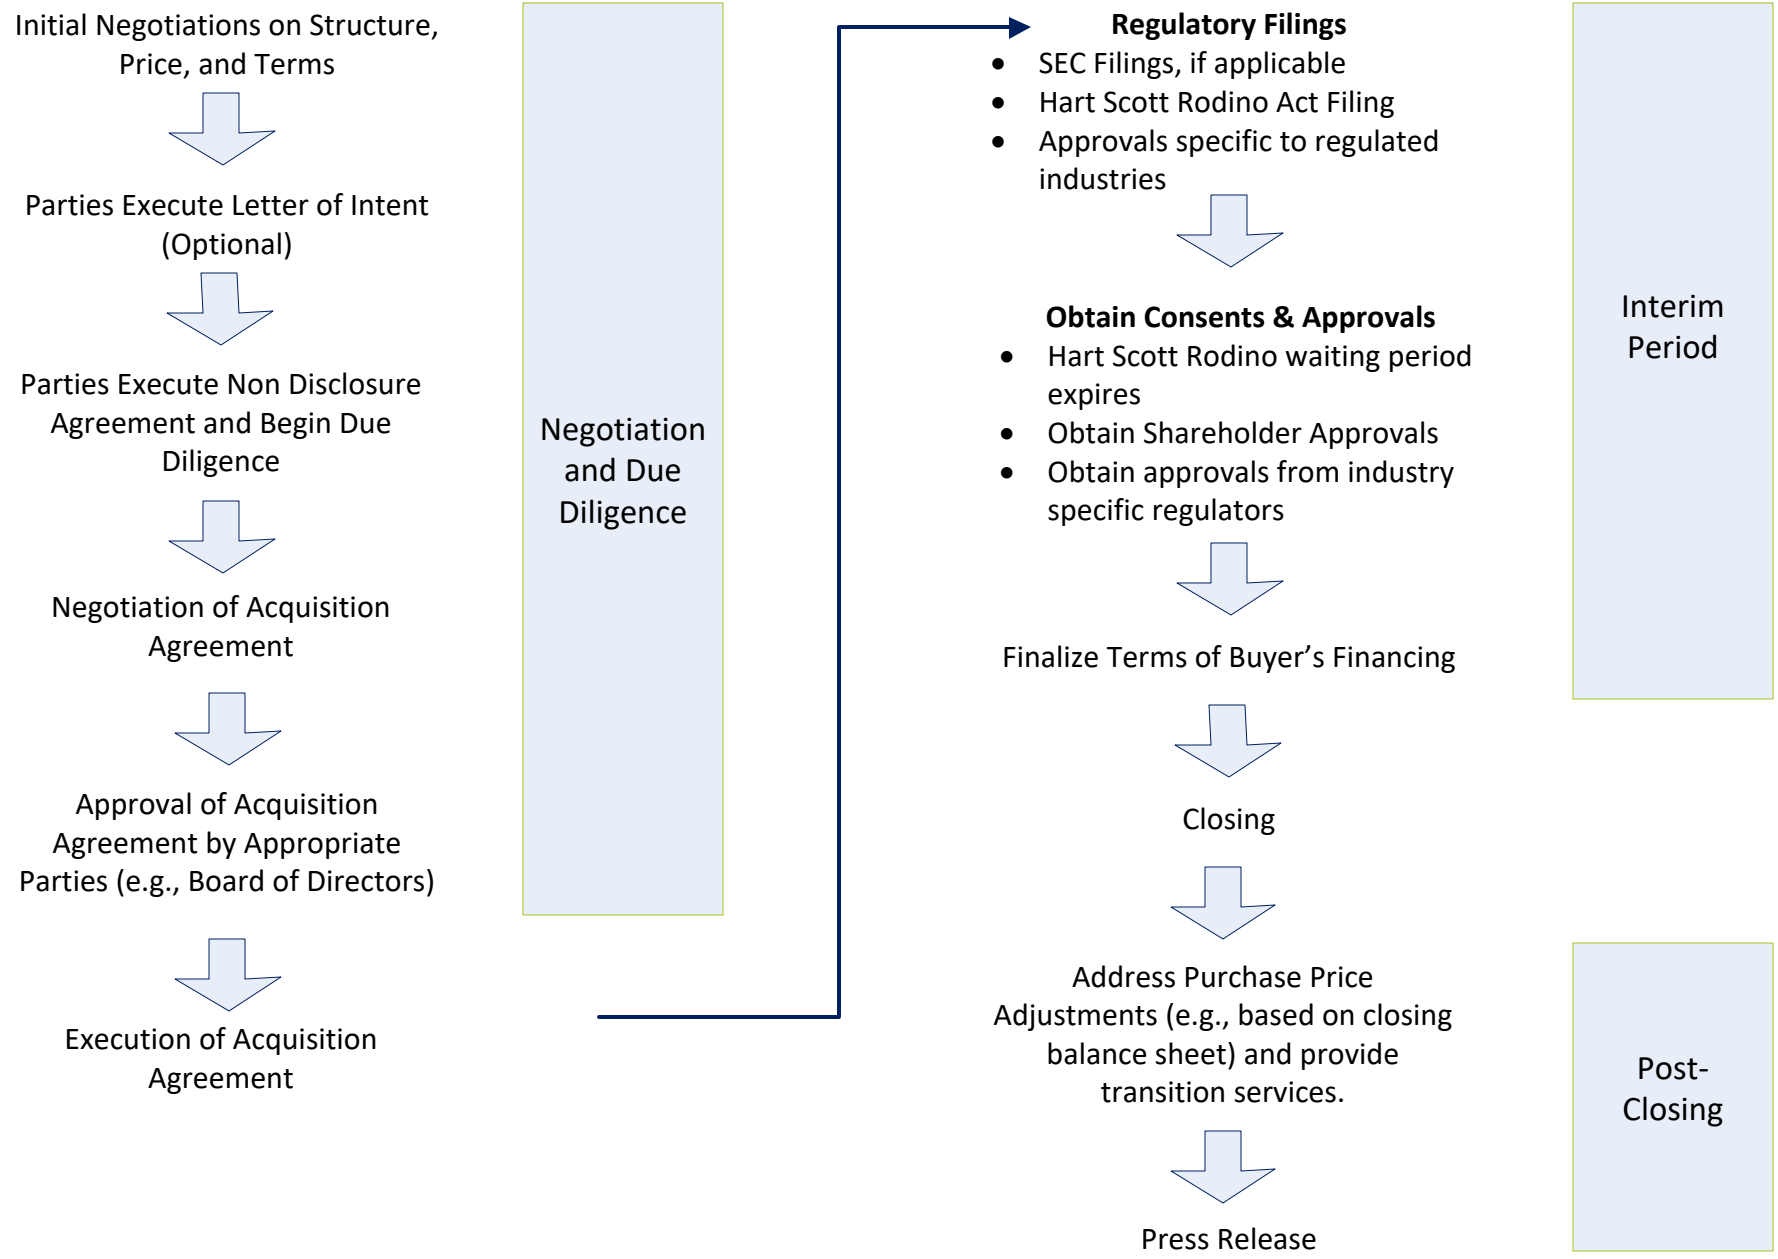 Initial Negotiations on Structure,
Price, and Terms
Parties Execute Letter of Intent
(Optional)
Parties Execute Non Disclosure
Agreement and Begin Due
Diligence
Negotiation of Acquisition
Agreement
Approval of Acquisition
Agreement by Appropriate
Parties (e.g., Board of Directors)
Execution of Acquisition
Agreement
Negotiation
and Due
Diligence
Regulatory Filings
• SEC Filings, if applicable
• Hart Scott Rodino Act Filing
• Approvals specific to regulated
industries
Obtain Consents & Approvals
• Hart Scott Rodino waiting period
expires
• Obtain Shareholder Approvals
• Obtain approvals from industry
specific regulators
Finalize Terms of Buyer’s Financing
Closing
Address Purchase Price
Adjustments (e.g., based on closing
balance sheet) and provide
transition services.
Press Release
Interim
Period
Post-
Closing